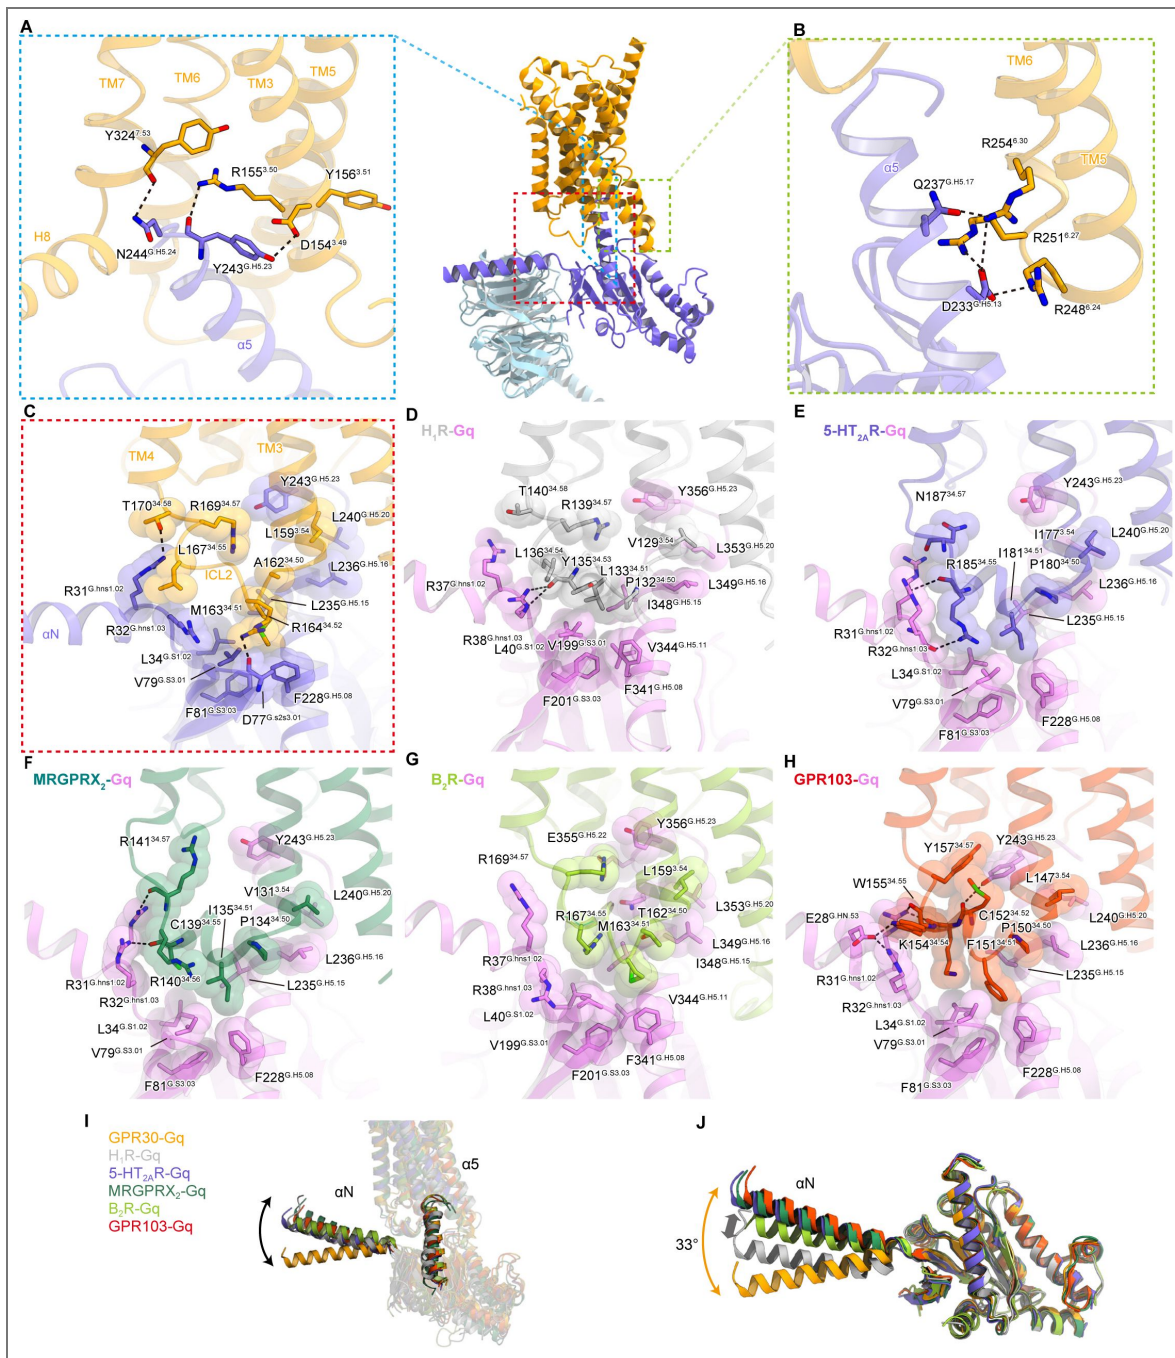 A
TM7
TM6
TM3
TM5
Y324^7.53
R155^3.50
Y156^3.51
D154^3.49
H8
N244^G.H5.24
Y243^G.H5.23
α5
B
TM6
R254^6.30
α5
TM5
Q237^G.H5.17
R251^6.27
D233^G.H5.13
R248^6.24
C
TM4
TM3
Y243^G.H5.23
T170^34.58
R169^34.57
L240^G.H5.20
L159^3.54
L167^34.55
A162^34.50
ICL2
L236^G.H5.16
R31^G.hns1.02
M163^34.51
L235^G.H5.15
αN
R32^G.hns1.03
R164^34.52
L34^G.S1.02
V79^G.S3.01
F228^G.H5.08
F81^G.S3.03
D77^G.s2s3.01
D
H₁R-Gq
T140^34.58
R139^34.57
Y356^G.H5.23
V129^3.54
L353^G.H5.20
L136^34.54
Y135^34.53
L133^34.51
P132^34.50
L349^G.H5.16
R37^G.hns1.02
I348^G.H5.15
R38^G.hns1.03
L40^G.S1.02
V199^G.S3.01
V344^G.H5.11
F201^G.S3.03
F341^G.H5.08
E
5-HT₂AR-Gq
Y243^G.H5.23
N187^34.57
I177^3.54
L240^G.H5.20
I181^34.51
R185^34.55
P180^34.50
L236^G.H5.16
L235^G.H5.15
R31^G.hns1.02
R32^G.hns1.03
L34^G.S1.02
V79^G.S3.01
F228^G.H5.08
F81^G.S3.03
F
MRGPRX₂-Gq
R141^34.57
Y243^G.H5.23
V131^3.54
L240^G.H5.20
I135^34.51
P134^34.50
C139^34.55
L236^G.H5.16
R31^G.hns1.02
R140^34.56
L235^G.H5.15
R32^G.hns1.03
L34^G.S1.02
V79^G.S3.01
F228^G.H5.08
F81^G.S3.03
G
B₂R-Gq
E355^G.H5.22
Y356^G.H5.23
R169^34.57
L159^3.54
L353^G.H5.20
R167^34.55
T162^34.50
M163^34.51
L349^G.H5.16
R37^G.hns1.02
I348^G.H5.15
R38^G.hns1.03
L40^G.S1.02
V344^G.H5.11
V199^G.S3.01
F201^G.S3.03
F341^G.H5.08
H
GPR103-Gq
Y157^34.57
Y243^G.H5.23
W155^34.55
L147^3.54
E28^G.HN.53
C152^34.52
L240^G.H5.20
P150^34.50
K154^34.54
F151^34.51
L236^G.H5.16
R31^G.hns1.02
L235^G.H5.15
R32^G.hns1.03
L34^G.S1.02
V79^G.S3.01
F228^G.H5.08
F81^G.S3.03
I
GPR30-Gq
H₁R-Gq
5-HT₂AR-Gq
MRGPRX₂-Gq
B₂R-Gq
GPR103-Gq
αN
α5
J
αN
33°